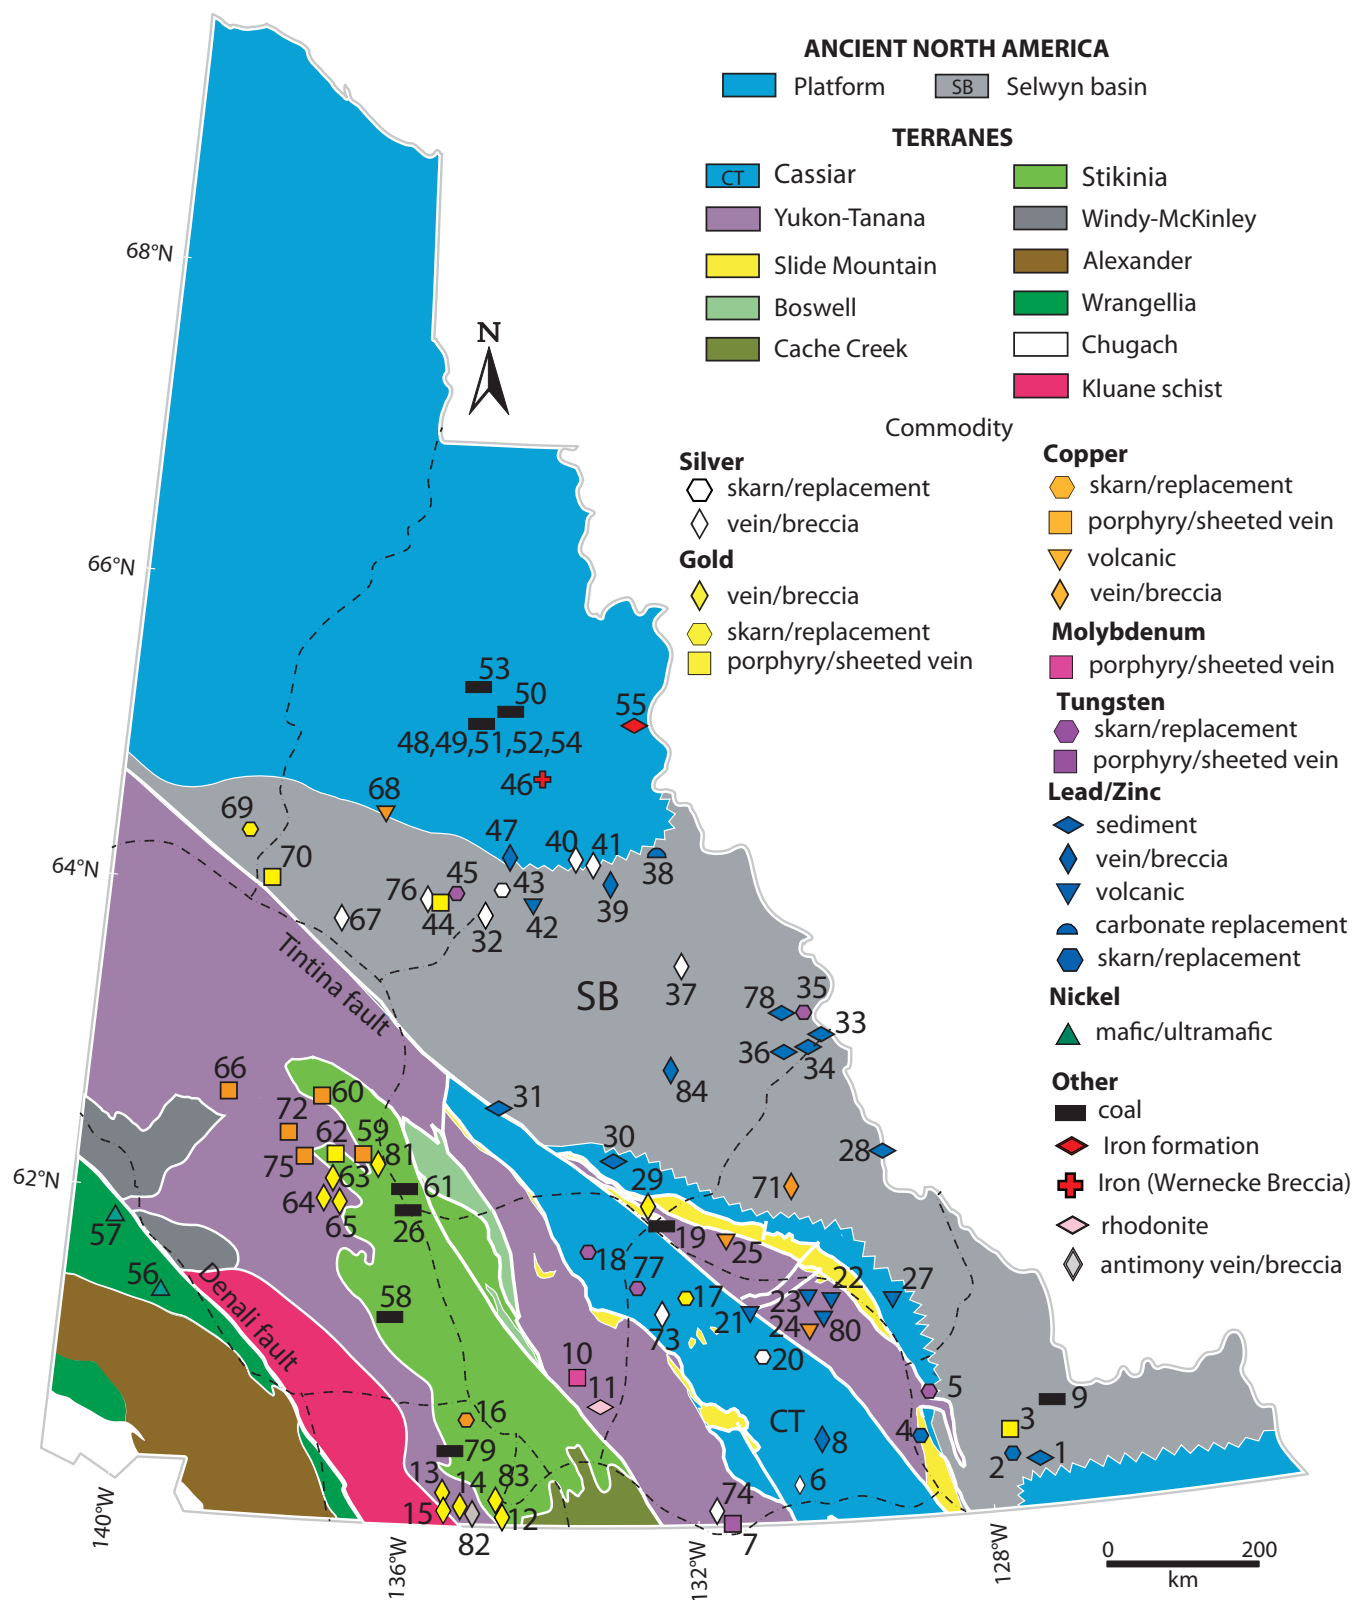 ANCIENT NORTH AMERICA
Platform
SB Selwyn basin
TERRANES
CT Cassiar
Yukon-Tanana
Slide Mountain
Boswell
Cache Creek
Stikinia
Windy-McKinley
Alexander
Wrangellia
Chugach
Kluane schist
Commodity
Silver
skarn/replacement
vein/breccia
Gold
vein/breccia
skarn/replacement
porphyry/sheeted vein
Copper
skarn/replacement
porphyry/sheeted vein
volcanic
vein/breccia
Molybdenum
porphyry/sheeted vein
Tungsten
skarn/replacement
porphyry/sheeted vein
Lead/Zinc
sediment
vein/breccia
volcanic
carbonate replacement
skarn/replacement
Nickel
mafic/ultramafic
Other
coal
Iron formation
Iron (Wernecke Breccia)
rhodonite
antimony vein/breccia
N
68°N
66°N
64°N
62°N
53
50
55
48,49,51,52,54
46
68
69
47
40
41
38
70
45
43
76
44
39
67
32
42
Tintina fault
SB
37
78
35
33
36
34
84
66
31
60
72
62
59
30
28
75
63
81
29
71
64
65
61
57
26
19
25
18
56
Denali fault
77
17
22
27
58
23
73
21
24
80
20
10
11
5
9
16
CT
3
4
8
79
2
1
13
14
83
6
74
15
12
82
7
140°W
136°W
132°W
128°W
0
200
km